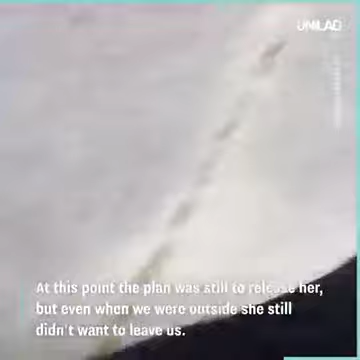 UNILAD
At this point the plan was still to release her,
but even when we were outside she still
didn't want to leave us.